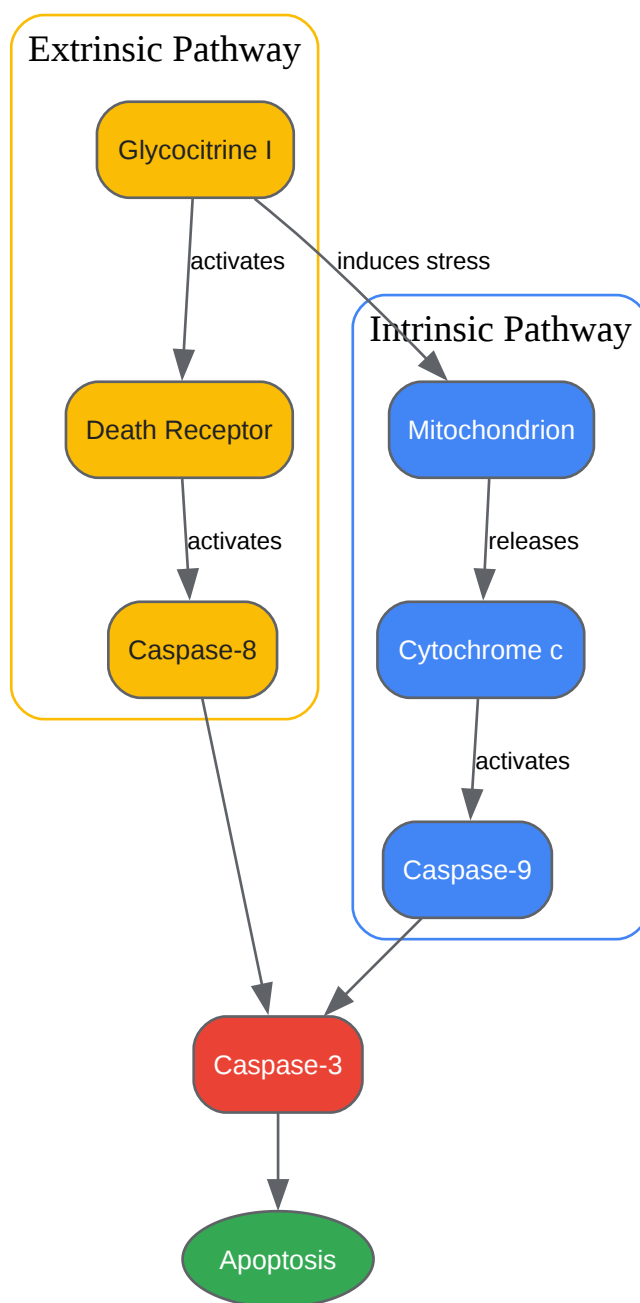 Extrinsic Pathway
Glycocitrine I
activates
induces stress
Intrinsic Pathway
Death Receptor
Mitochondrion
activates
releases
Caspase-8
Cytochrome c
activates
Caspase-9
Caspase-3
Apoptosis